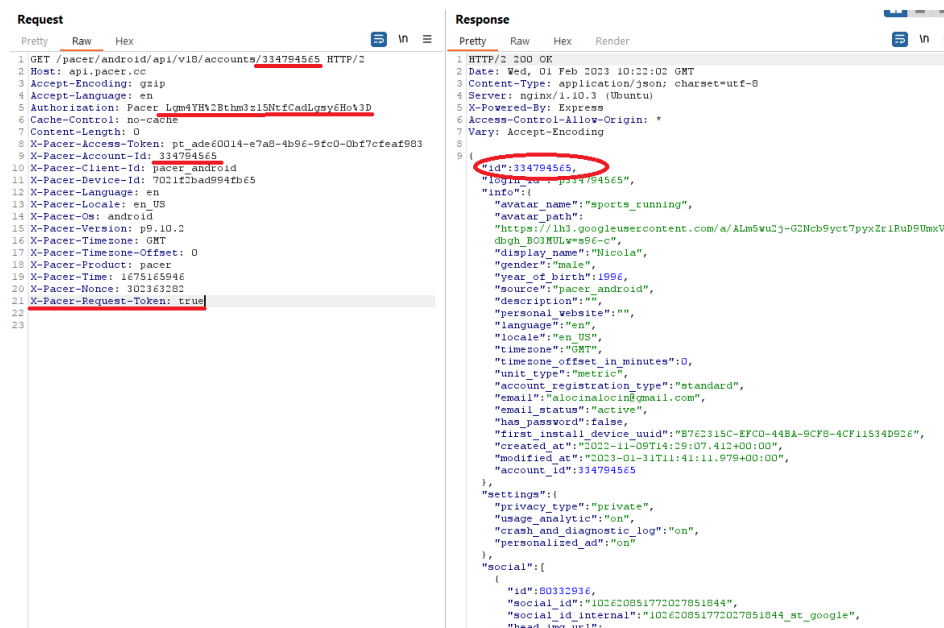 Request
Pretty Raw Hex \n
1 GET /pacer/android/api/v18/accounts/334794565 HTTP/2
2 Host: api.pacer.cc
3 Accept-Encoding: gzip
4 Accept-Language: en
5 Authorization: Pacer Lgm4YH%2Bthm3zl5NtfCadLgsy6Ho%3D
6 Cache-Control: no-cache
7 Content-Length: 0
8 X-Pacer-Access-Token: pt_ade60014-e7a8-4b96-9fc0-0bf7cfeaf983
9 X-Pacer-Account-Id: 334794565
10 X-Pacer-Client-Id: pacer_android
11 X-Pacer-Device-Id: 7021f2bad994fb65
12 X-Pacer-Language: en
13 X-Pacer-Locale: en_US
14 X-Pacer-Os: android
15 X-Pacer-Version: p9.10.2
16 X-Pacer-Timezone: GMT
17 X-Pacer-Timezone-Offset: 0
18 X-Pacer-Product: pacer
19 X-Pacer-Time: 1675165946
20 X-Pacer-Nonce: 302363282
21 X-Pacer-Request-Token: true
22
23
Response
Pretty Raw Hex Render \n
1 HTTP/2 200 OK
2 Date: Wed, 01 Feb 2023 10:22:02 GMT
3 Content-Type: application/json; charset=utf-8
4 Server: nginx/1.10.3 (Ubuntu)
5 X-Powered-By: Express
6 Access-Control-Allow-Origin: *
7 Vary: Accept-Encoding
8
9 {
"id":334794565,
"login_id":"p334794565",
"info":{
"avatar_name":"sports_running",
"avatar_path":
"https://lh3.googleusercontent.com/a/ALm5wu2j-G2Ncb9yct7pyxZr1RuD9UmxV
dbgh_BO3MULw=s96-c",
"display_name":"Nicola",
"gender":"male",
"year_of_birth":1996,
"source":"pacer_android",
"description":"",
"personal_website":"",
"language":"en",
"locale":"en_US",
"timezone":"GMT",
"timezone_offset_in_minutes":0,
"unit_type":"metric",
"account_registration_type":"standard",
"email":"alocinalocin@gmail.com",
"email_status":"active",
"has_password":false,
"first_install_device_uuid":"B762315C-EFC0-44BA-9CF8-4CF11534D926",
"created_at":"2022-11-09T14:29:07.412+00:00",
"modified_at":"2023-01-31T11:41:11.979+00:00",
"account_id":334794565
},
"settings":{
"privacy_type":"private",
"usage_analytic":"on",
"crash_and_diagnostic_log":"on",
"personalized_ad":"on"
},
"social":[
{
"id":80332936,
"social_id":"102620851772027851844",
"social_id_internal":"102620851772027851844_st_google",
"head_img_url":